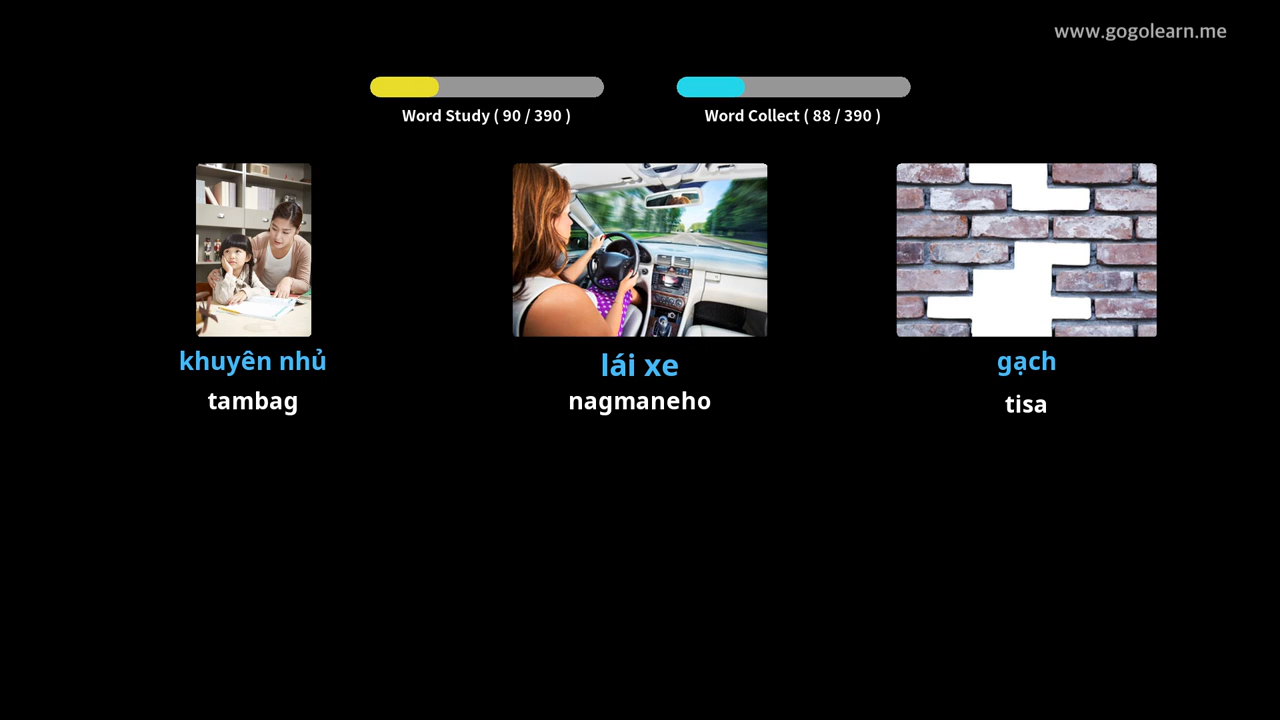 www.gogolearn.me
Word Study ( 90 / 390 )
Word Collect ( 88 / 390 )
khuyên nhủ
tambag
lái xe
nagmaneho
gạch
tisa